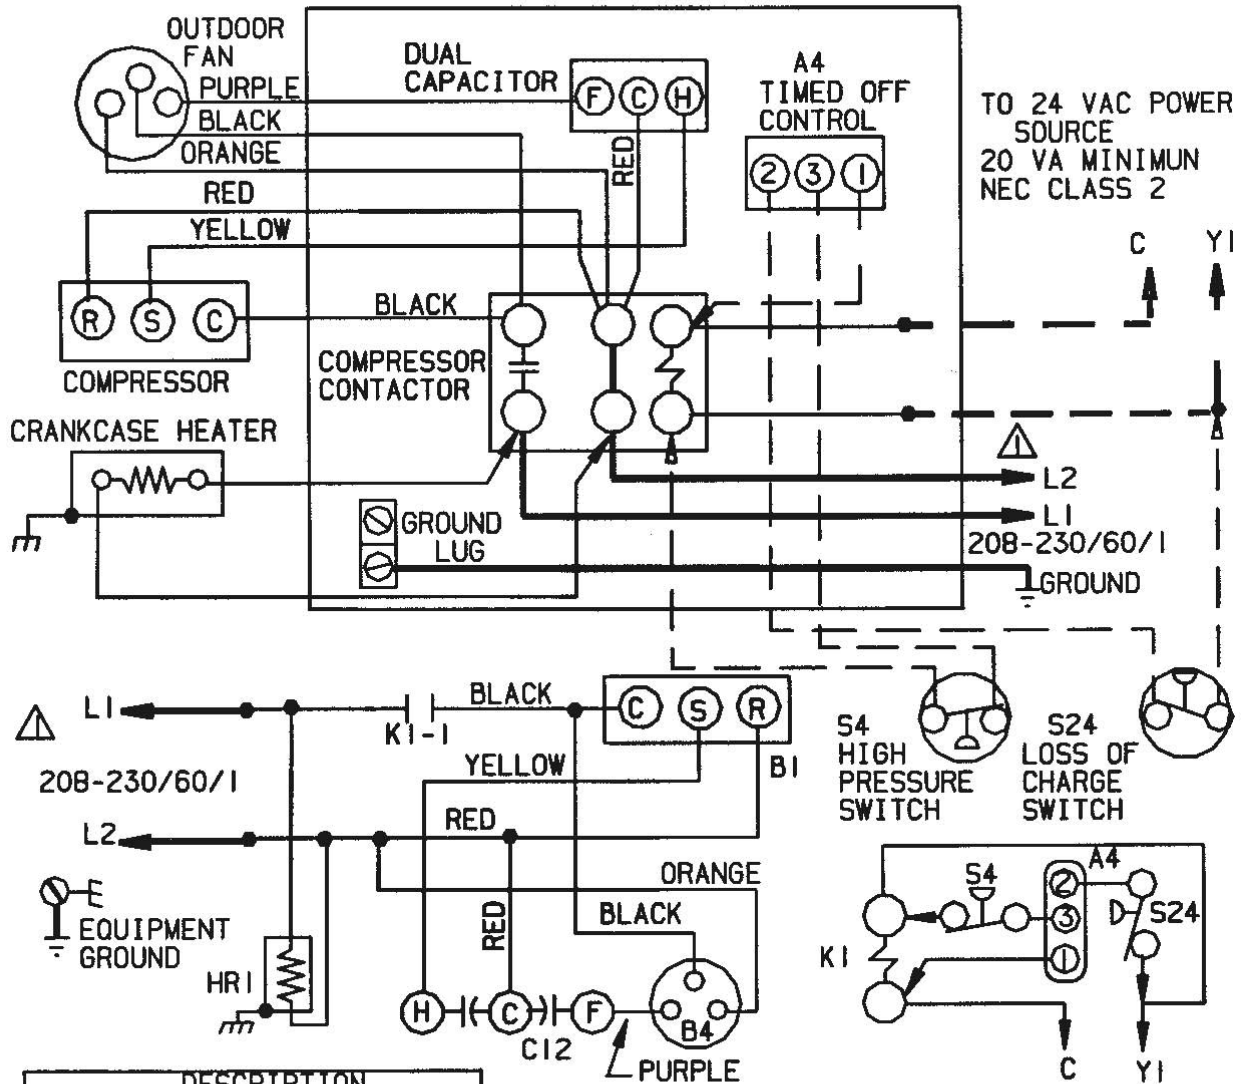 OUTDOOR
FAN
PURPLE
BLACK
ORANGE
RED
YELLOW
DUAL
CAPACITOR
F C H
RED
A4
TIMED OFF
CONTROL
2 3 1
TO 24 VAC POWER
SOURCE
20 VA MINIMUN
NEC CLASS 2
C
Y1
R S C
COMPRESSOR
BLACK
COMPRESSOR
CONTACTOR
CRANKCASE HEATER
GROUND
LUG
1
L2
L1
208-230/60/1
GROUND
L1
1
208-230/60/1
L2
K1-1
BLACK
C S R
B1
YELLOW
RED
ORANGE
BLACK
RED
E
EQUIPMENT
GROUND
HR1
H C F
C12
B4
PURPLE
S4
HIGH
PRESSURE
SWITCH
S24
LOSS OF
CHARGE
SWITCH
A4
S4
2
3
1
S24
K1
C
Y1
DESCRIPTION